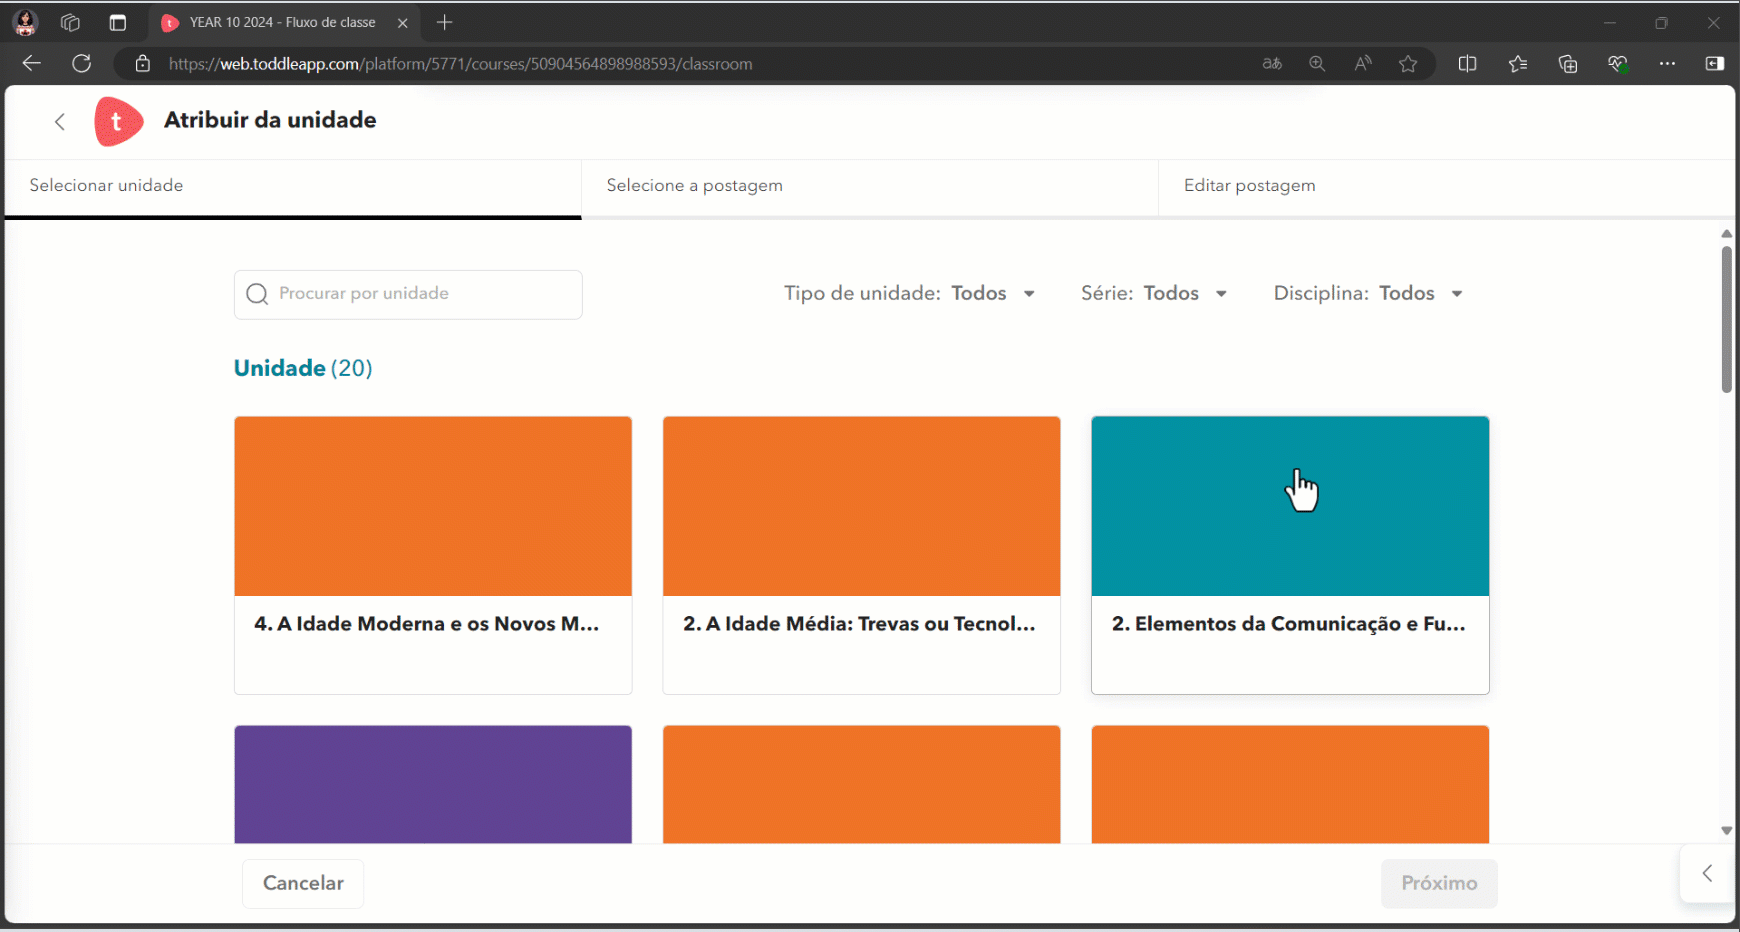 YEAR 10 2024 - Fluxo de classe
https://web.toddleapp.com/platform/5771/courses/50904564898988593/classroom
t
Atribuir da unidade
Selecionar unidade
Selecione a postagem
Editar postagem
Procurar por unidade
Tipo de unidade: Todos
Série: Todos
Disciplina: Todos
Unidade (20)
4. A Idade Moderna e os Novos M...
2. A Idade Média: Trevas ou Tecnol...
2. Elementos da Comunicação e Fu...
Cancelar
Próximo